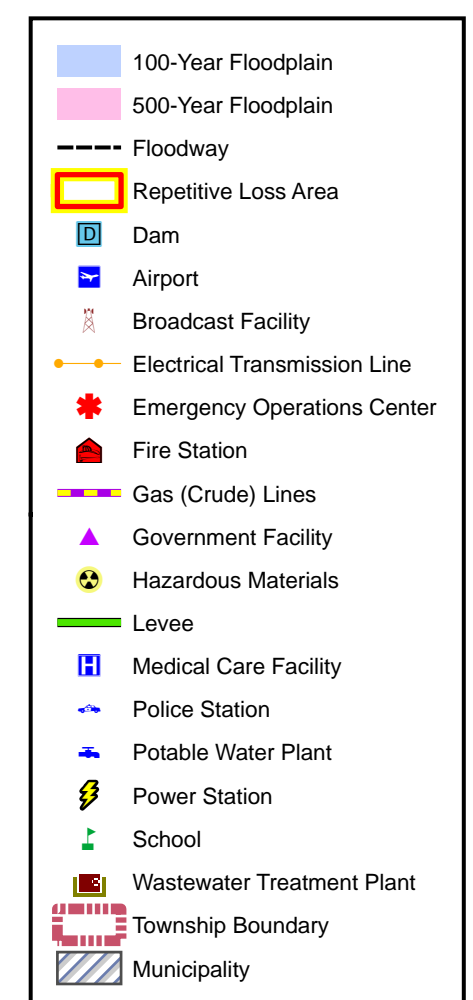 100-Year Floodplain
500-Year Floodplain
Floodway
Repetitive Loss Area
D Dam
Airport
Broadcast Facility
Electrical Transmission Line
Emergency Operations Center
Fire Station
Gas (Crude) Lines
Government Facility
Hazardous Materials
Levee
H Medical Care Facility
Police Station
Potable Water Plant
Power Station
School
Wastewater Treatment Plant
Township Boundary
Municipality